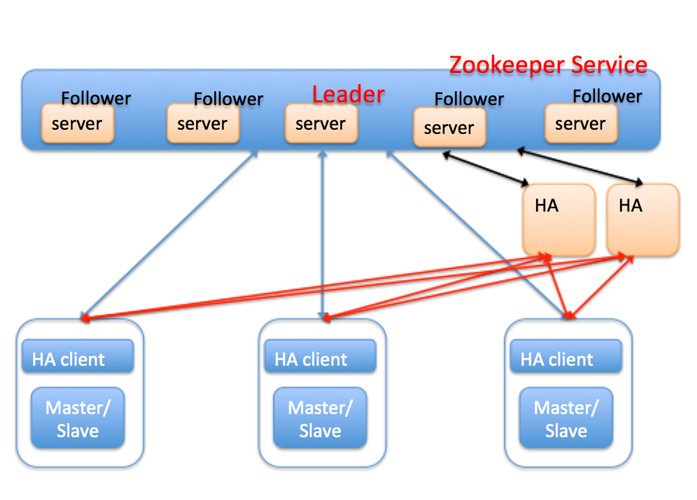 Zookeeper Service
Follower
Follower
Leader
Follower
Follower
server
server
server
server
server
HA
HA
HA client
HA client
HA client
Master/
Slave
Master/
Slave
Master/
Slave